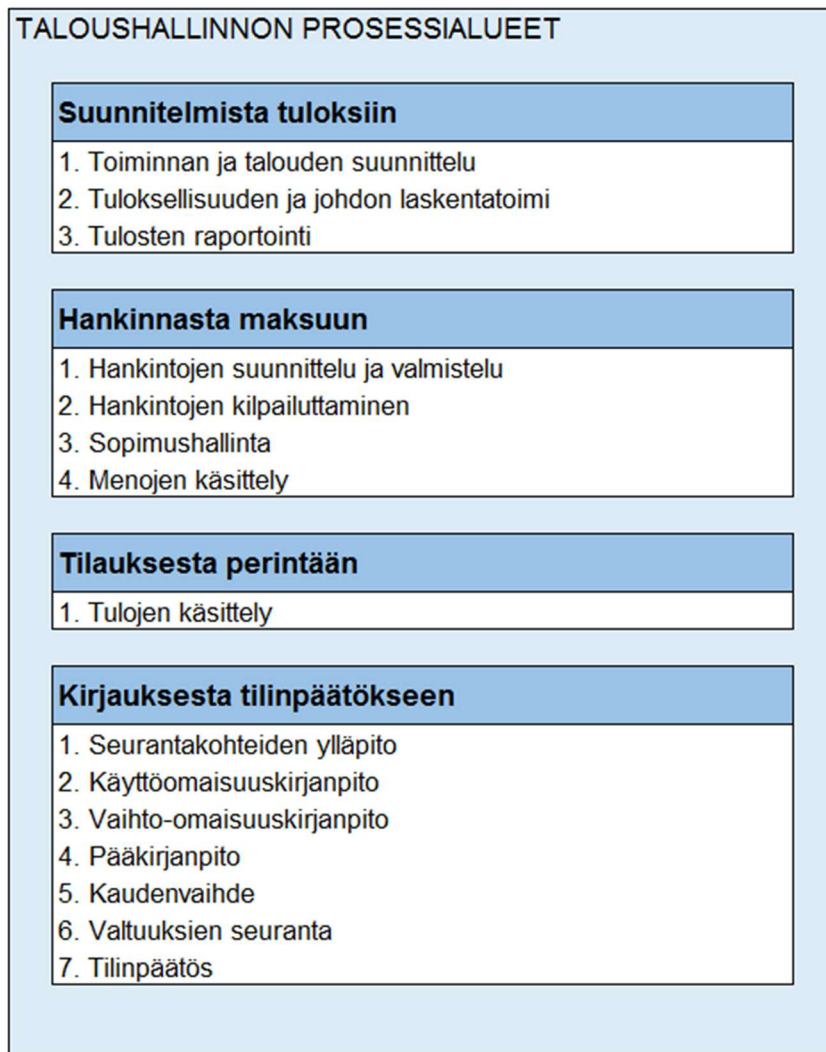 TALOUSHALLINNON PROSESSIALUEET
Suunnitelmista tuloksiin
1. Toiminnan ja talouden suunnittelu
2. Tuloksellisuuden ja johdon laskentatoimi
3. Tulosten raportointi
Hankinnasta maksuun
1. Hankintojen suunnittelu ja valmistelu
2. Hankintojen kilpailuttaminen
3. Sopimushallinta
4. Menojen käsittely
Tilauksesta perintään
1. Tulojen käsittely
Kirjauksesta tilinpäätökseen
1. Seurantakohteiden ylläpito
2. Käyttöomaisuuskirjanpito
3. Vaihto-omaisuuskirjanpito
4. Pääkirjanpito
5. Kaudenvaihde
6. Valtuuksien seuranta
7. Tilinpäätös